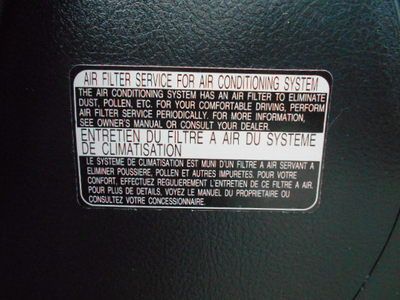 AIR FILTER SERVICE FOR AIR CONDITIONING SYSTEM
THE AIR CONDITIONING SYSTEM HAS AN AIR FILTER TO ELIMINATE
DUST, POLLEN, ETC. FOR YOUR COMFORTABLE DRIVING, PERFORM
AIR FILTER SERVICE PERIODICALLY. FOR MORE INFORMATION,
SEE OWNER'S MANUAL OR CONSULT YOUR DEALER.
ENTRETIEN DU FILTRE A AIR DU SYSTEME
DE CLIMATISATION
LE SYSTEME DE CLIMATISATION EST MUNI D'UN FILTRE A AIR SERVANT A
ELIMINER POUSSIERE, POLLEN ET AUTRES IMPURETES. POUR VOTRE
CONFORT, EFFECTUEZ REGULIEREMENT L'ENTRETIEN DE CE FILTRE A AIR.
POUR PLUS DE DETAILS, VOYEZ LE MANUEL DU PROPRIETAIRE OU
CONSULTEZ VOTRE CONCESSIONNAIRE.